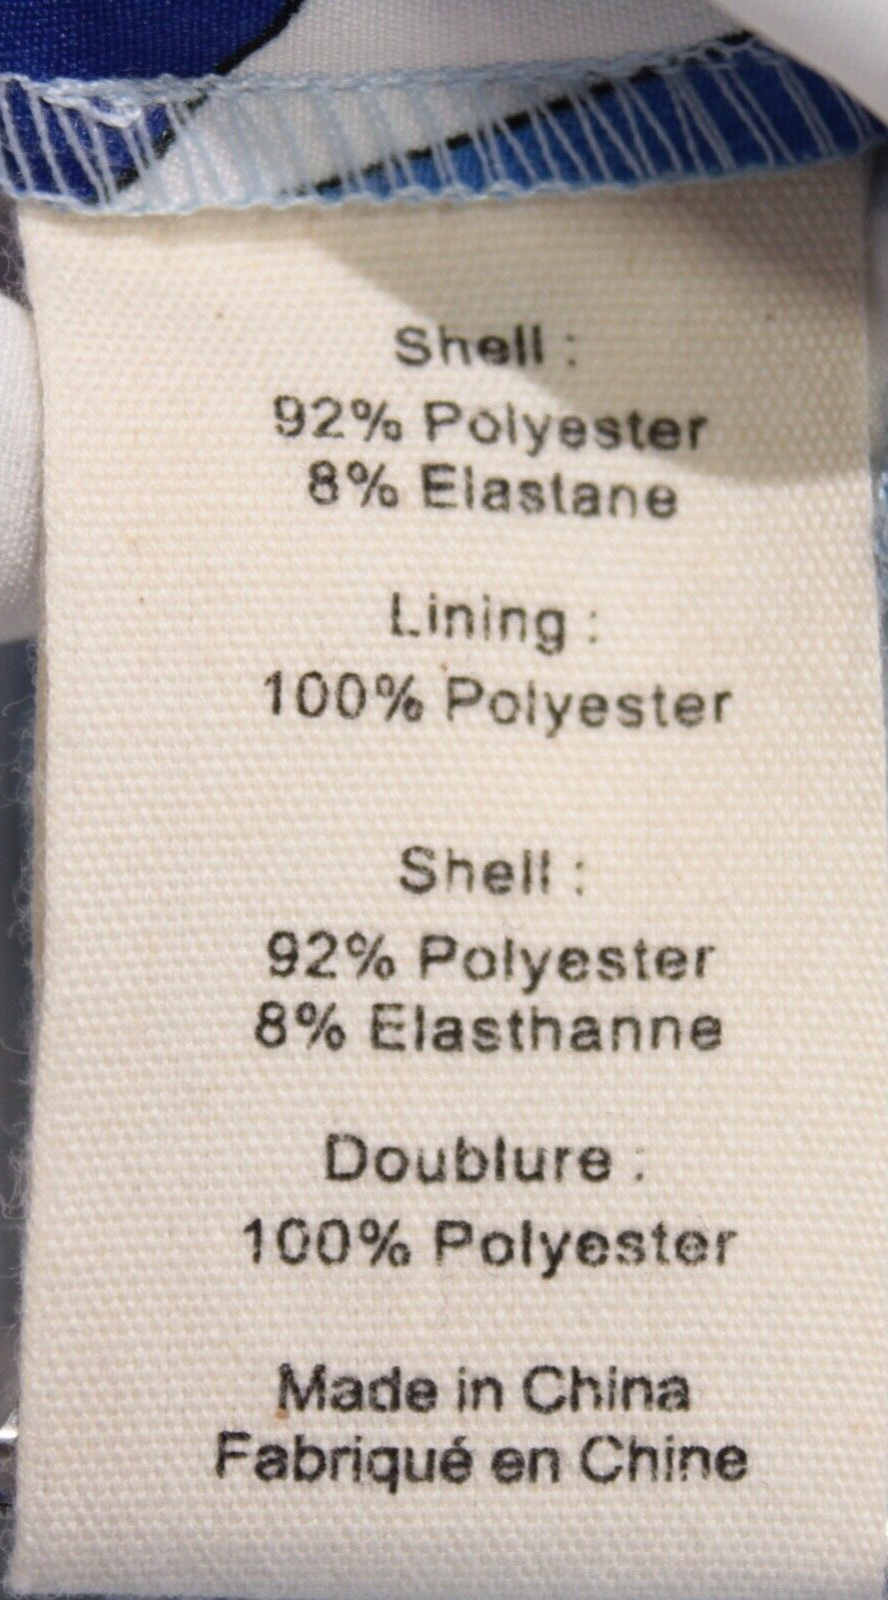 Shell :
92% Polyester
8% Elastane
Lining :
100% Polyester
Shell :
92% Polyester
8% Elasthanne
Doublure :
100% Polyester
Made in China
Fabriqué en Chine